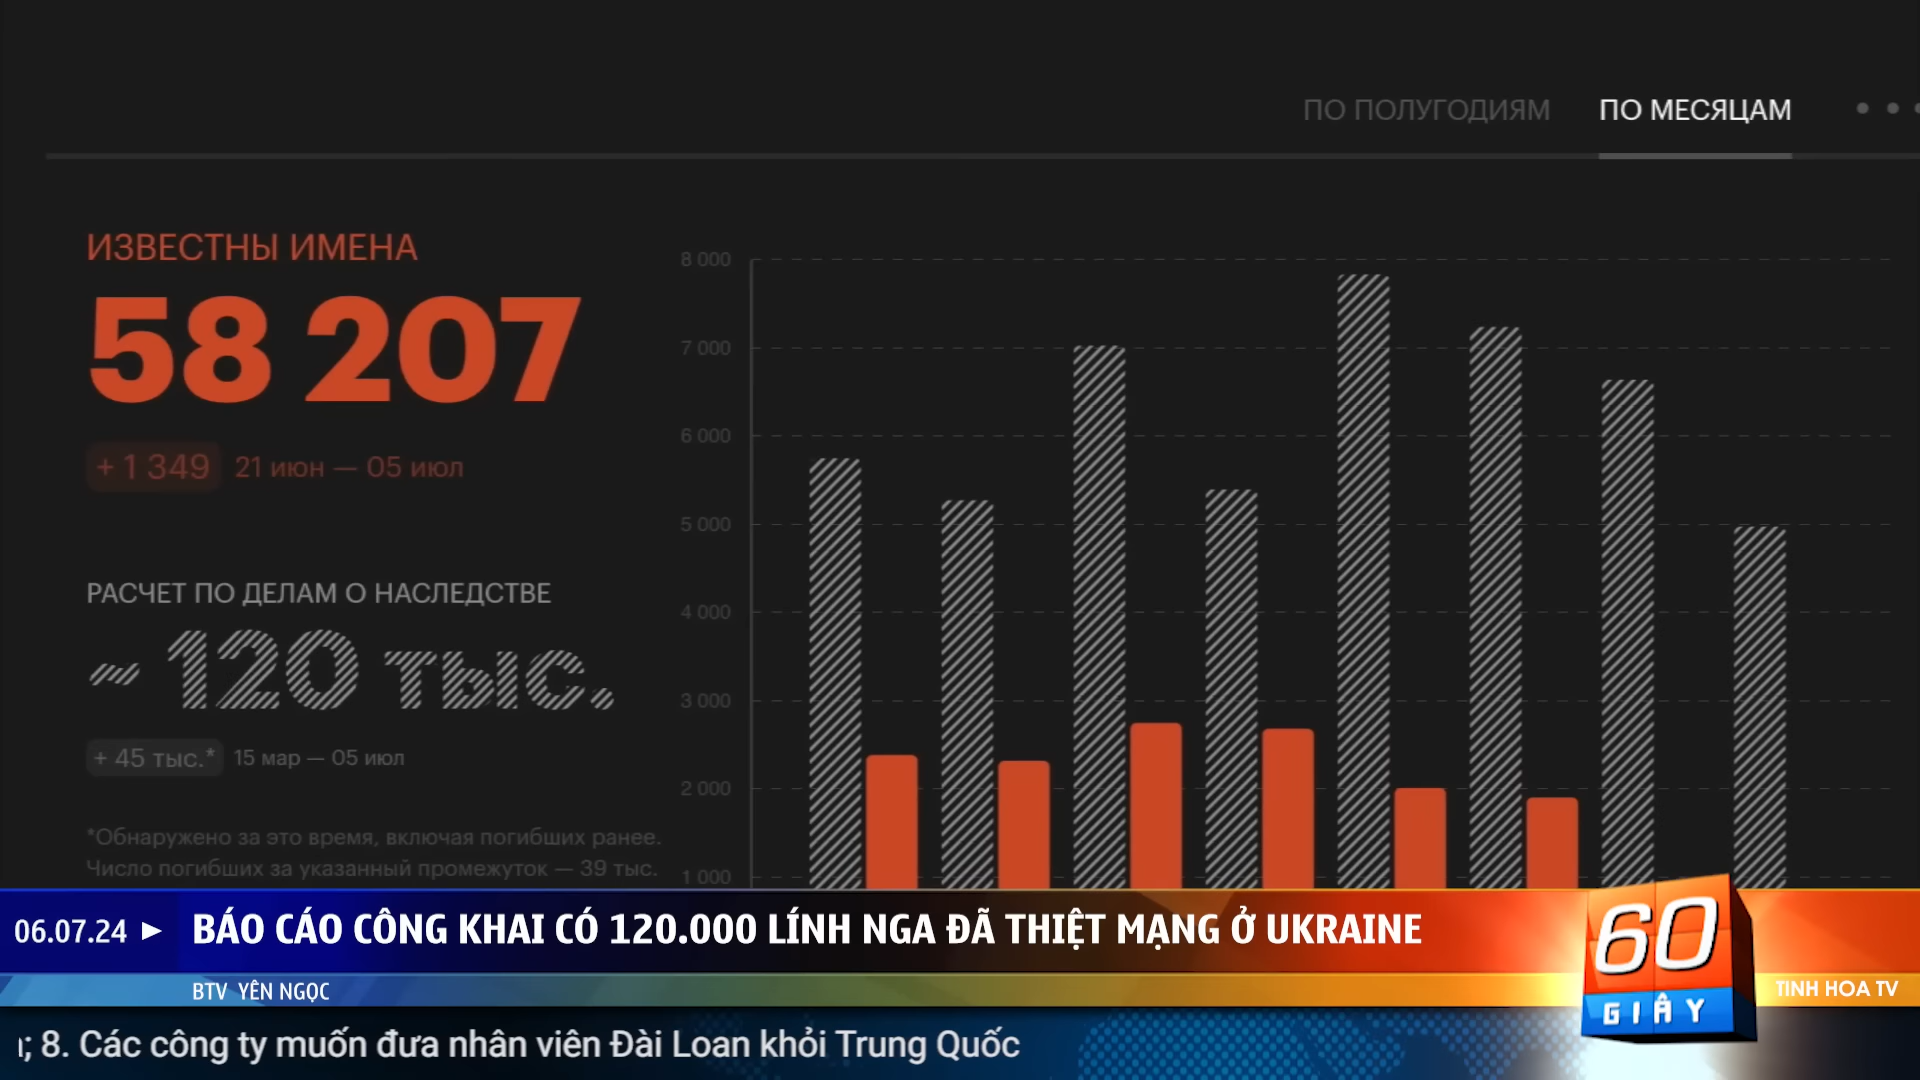 ПО ПОЛУГОДИЯМ ПО МЕСЯЦАМ
ИЗВЕСТНЫ ИМЕНА
58 207
+ 1 349 21 июн — 05 июл
РАСЧЕТ ПО ДЕЛАМ О НАСЛЕДСТВЕ
~ 120 тыс.
+ 45 тыс.* 15 мар — 05 июл
*Обнаружено за это время, включая погибших ранее.
Число погибших за указанный промежуток — 39 тыс.
8 000
7 000
6 000
5 000
4 000
3 000
2 000
1 000
06.07.24 ▶ BÁO CÁO CÔNG KHAI CÓ 120.000 LÍNH NGA ĐÃ THIỆT MẠNG Ở UKRAINE
BTV YÊN NGỌC
60
GIÂY
TINH HOA TV
; 8. Các công ty muốn đưa nhân viên Đài Loan khỏi Trung Quốc